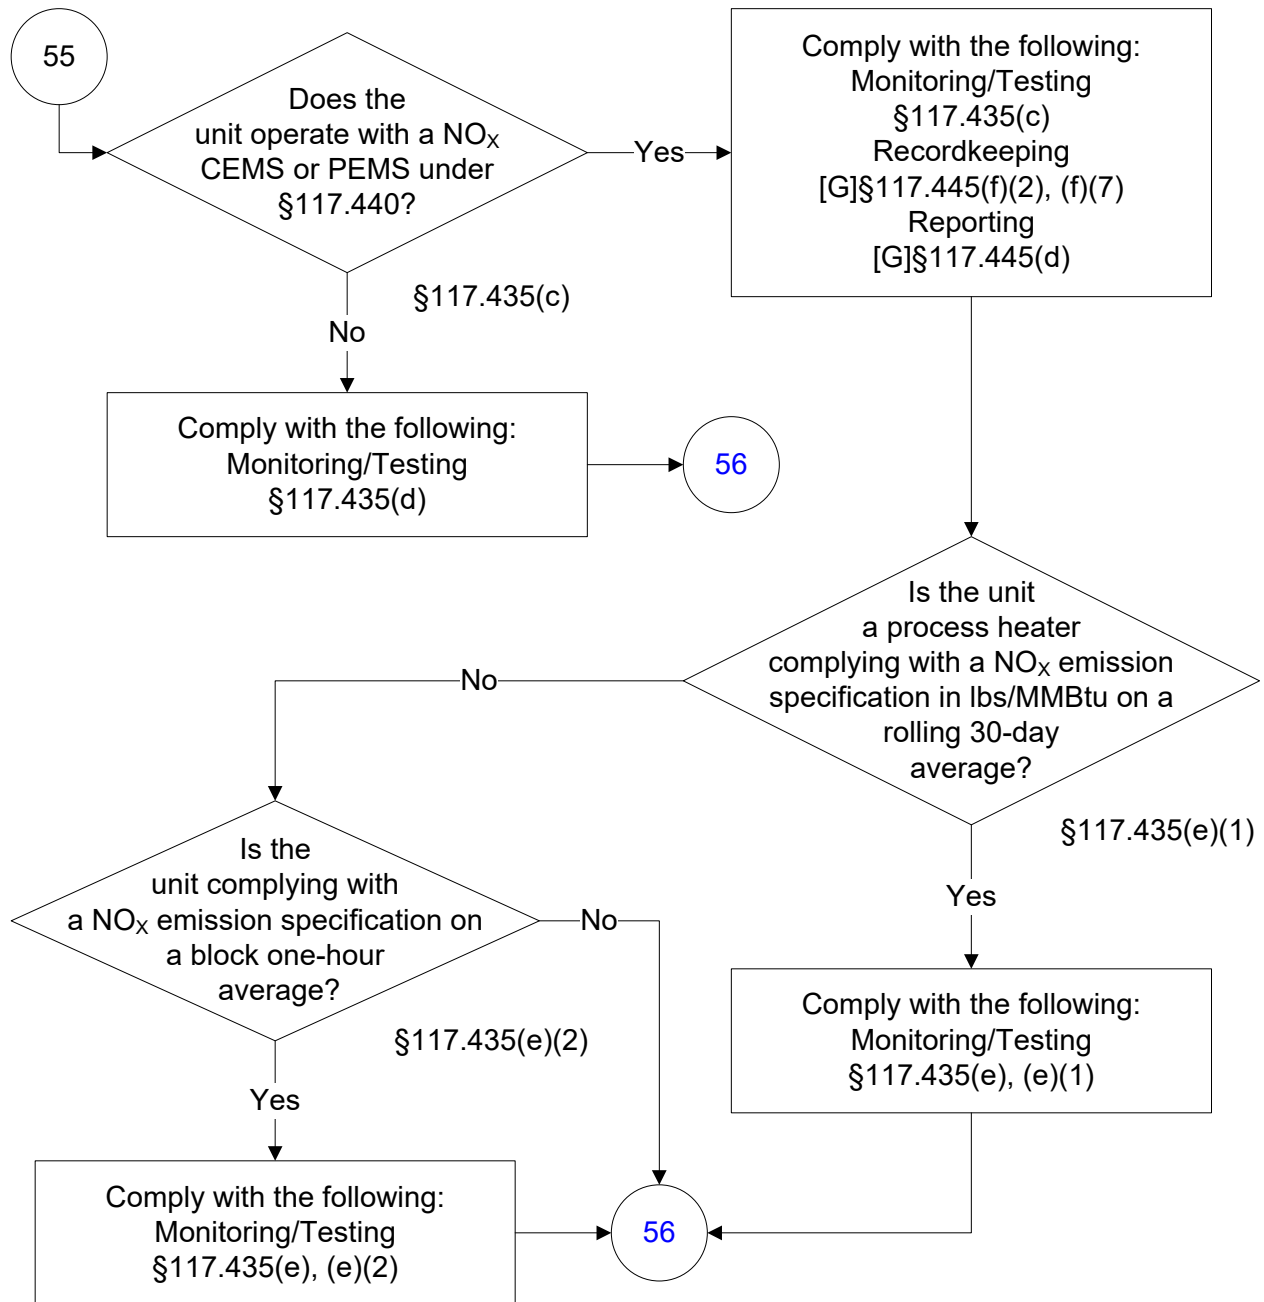 55
Does the
unit operate with a NOX
CEMS or PEMS under
§117.440?
Yes
Comply with the following:
Monitoring/Testing
§117.435(c)
Recordkeeping
[G]§117.445(f)(2), (f)(7)
Reporting
[G]§117.445(d)
§117.435(c)
No
Comply with the following:
Monitoring/Testing
§117.435(d)
56
Is the unit
a process heater
complying with a NOX emission
specification in lbs/MMBtu on a
rolling 30-day
average?
§117.435(e)(1)
No
Yes
Is the
unit complying with
a NOX emission specification on
a block one-hour
average?
No
§117.435(e)(2)
Yes
Comply with the following:
Monitoring/Testing
§117.435(e), (e)(1)
Comply with the following:
Monitoring/Testing
§117.435(e), (e)(2)
56